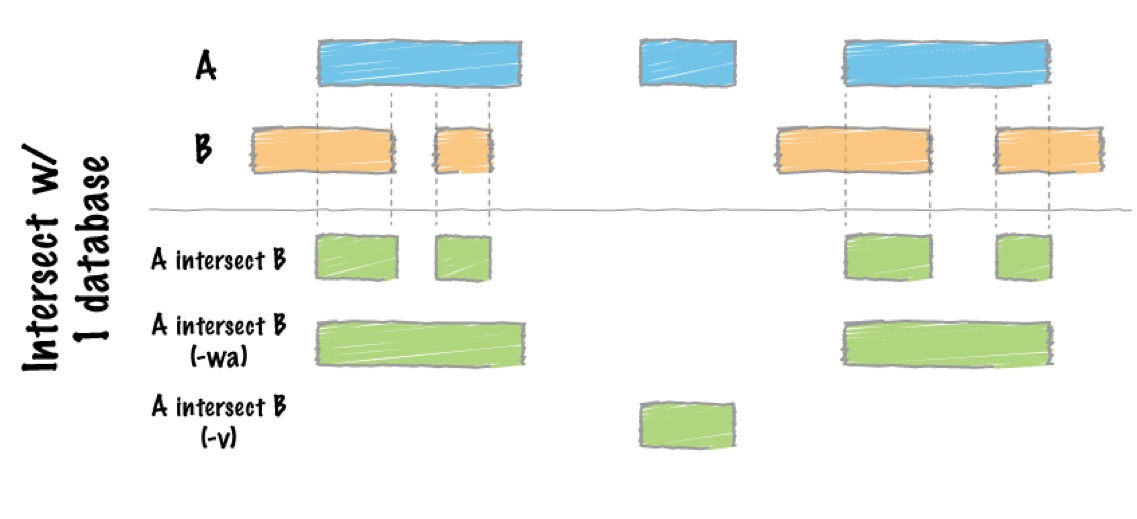 Intersect w/
1 database
A
B
A intersect B
A intersect B
(-wa)
A intersect B
(-v)